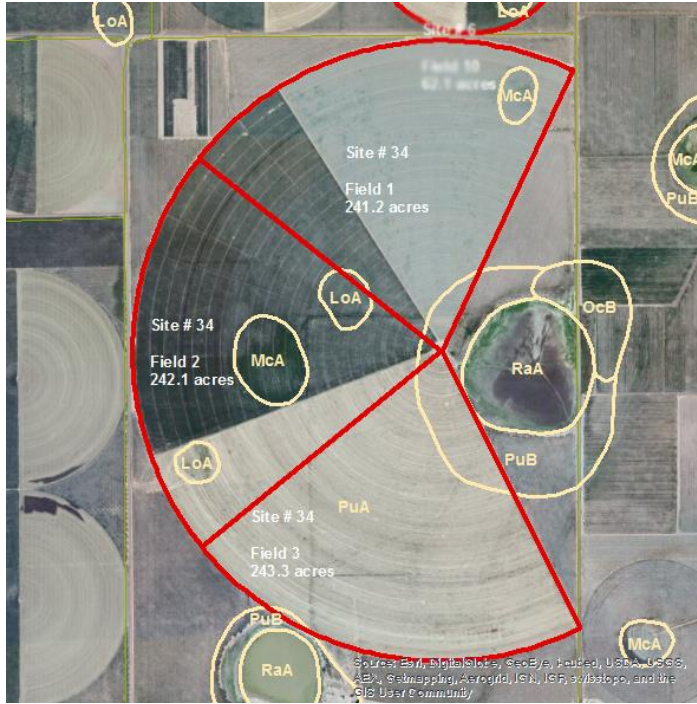 LoA
LoA
Site # 6
Field 10
62.1 acres
McA
Site # 34
Field 1
241.2 acres
McA
PuB
LoA
OcB
Site # 34
Field 2
242.1 acres
McA
RaA
PuB
LoA
PuA
Site # 34
Field 3
243.3 acres
PuB
RaA
McA
Source: Esri, DigitalGlobe, GeoEye, i-cubed, USDA, USGS,
AEX, Getmapping, Aerogrid, IGN, IGP, swisstopo, and the
GIS User Community